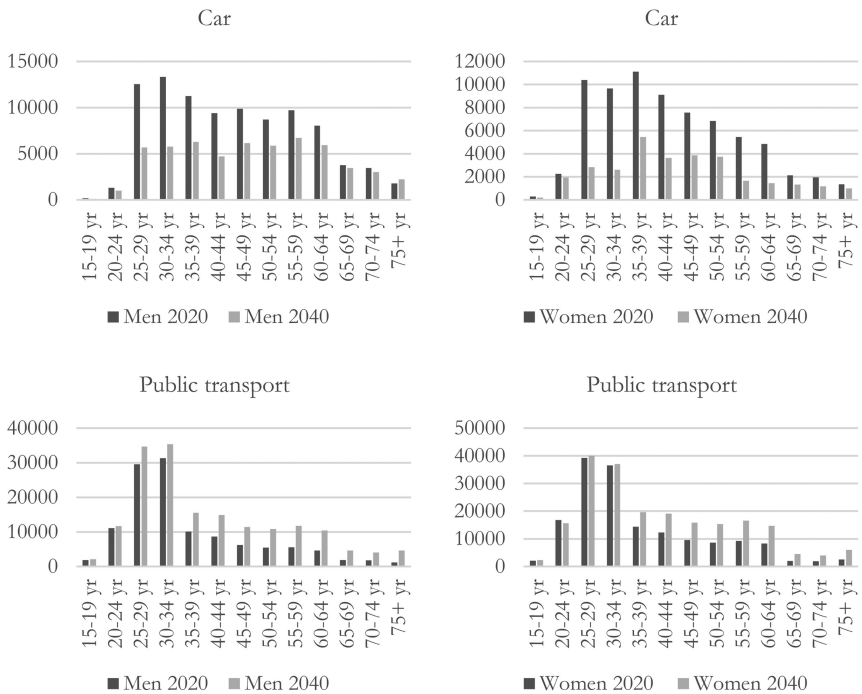 Car
15000
10000
5000
0
15-19 yr
20-24 yr
25-29 yr
30-34 yr
35-39 yr
40-44 yr
45-49 yr
50-54 yr
55-59 yr
60-64 yr
65-69 yr
70-74 yr
75+ yr
Men 2020 Men 2040
Car
12000
10000
8000
6000
4000
2000
0
15-19 yr
20-24 yr
25-29 yr
30-34 yr
35-39 yr
40-44 yr
45-49 yr
50-54 yr
55-59 yr
60-64 yr
65-69 yr
70-74 yr
75+ yr
Women 2020 Women 2040
Public transport
40000
30000
20000
10000
0
15-19 yr
20-24 yr
25-29 yr
30-34 yr
35-39 yr
40-44 yr
45-49 yr
50-54 yr
55-59 yr
60-64 yr
65-69 yr
70-74 yr
75+ yr
Men 2020 Men 2040
Public transport
50000
40000
30000
20000
10000
0
15-19 yr
20-24 yr
25-29 yr
30-34 yr
35-39 yr
40-44 yr
45-49 yr
50-54 yr
55-59 yr
60-64 yr
65-69 yr
70-74 yr
75+ yr
Women 2020 Women 2040